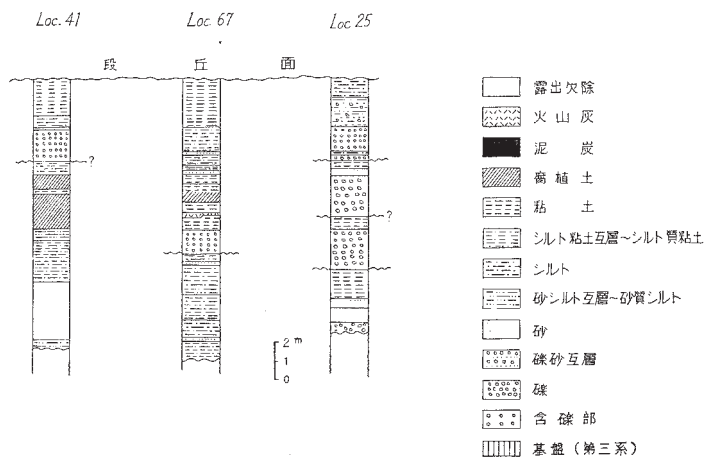 Loc. 41 Loc. 67 Loc 25
段 丘 面
?
?
2 m
1
0
露出欠除
火山灰
泥 炭
腐植土
粘 土
シルト粘土互層~シルト質粘土
シルト
砂シルト互層~砂質シルト
砂
礫砂互層
礫
含礫部
基盤(第三系)